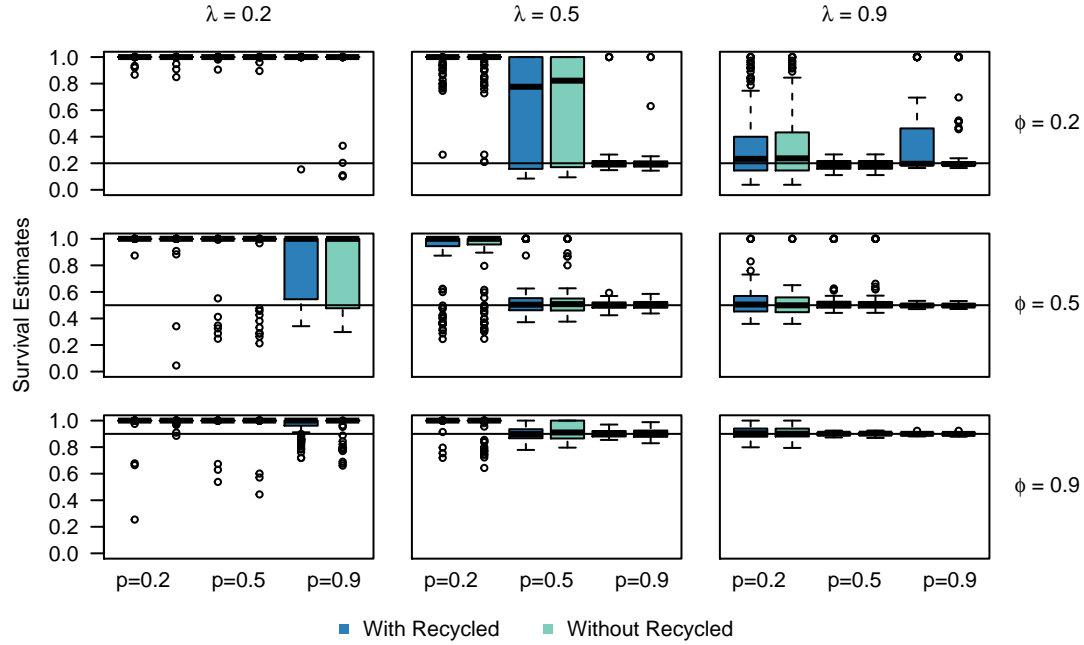 λ = 0.2 λ = 0.5 λ = 0.9
Survival Estimates
1.0
0.8
0.6
0.4
0.2
0.0
ϕ = 0.2
1.0
0.8
0.6
0.4
0.2
0.0
ϕ = 0.5
1.0
0.8
0.6
0.4
0.2
0.0
ϕ = 0.9
p=0.2 p=0.5 p=0.9 p=0.2 p=0.5 p=0.9 p=0.2 p=0.5 p=0.9
With Recycled Without Recycled